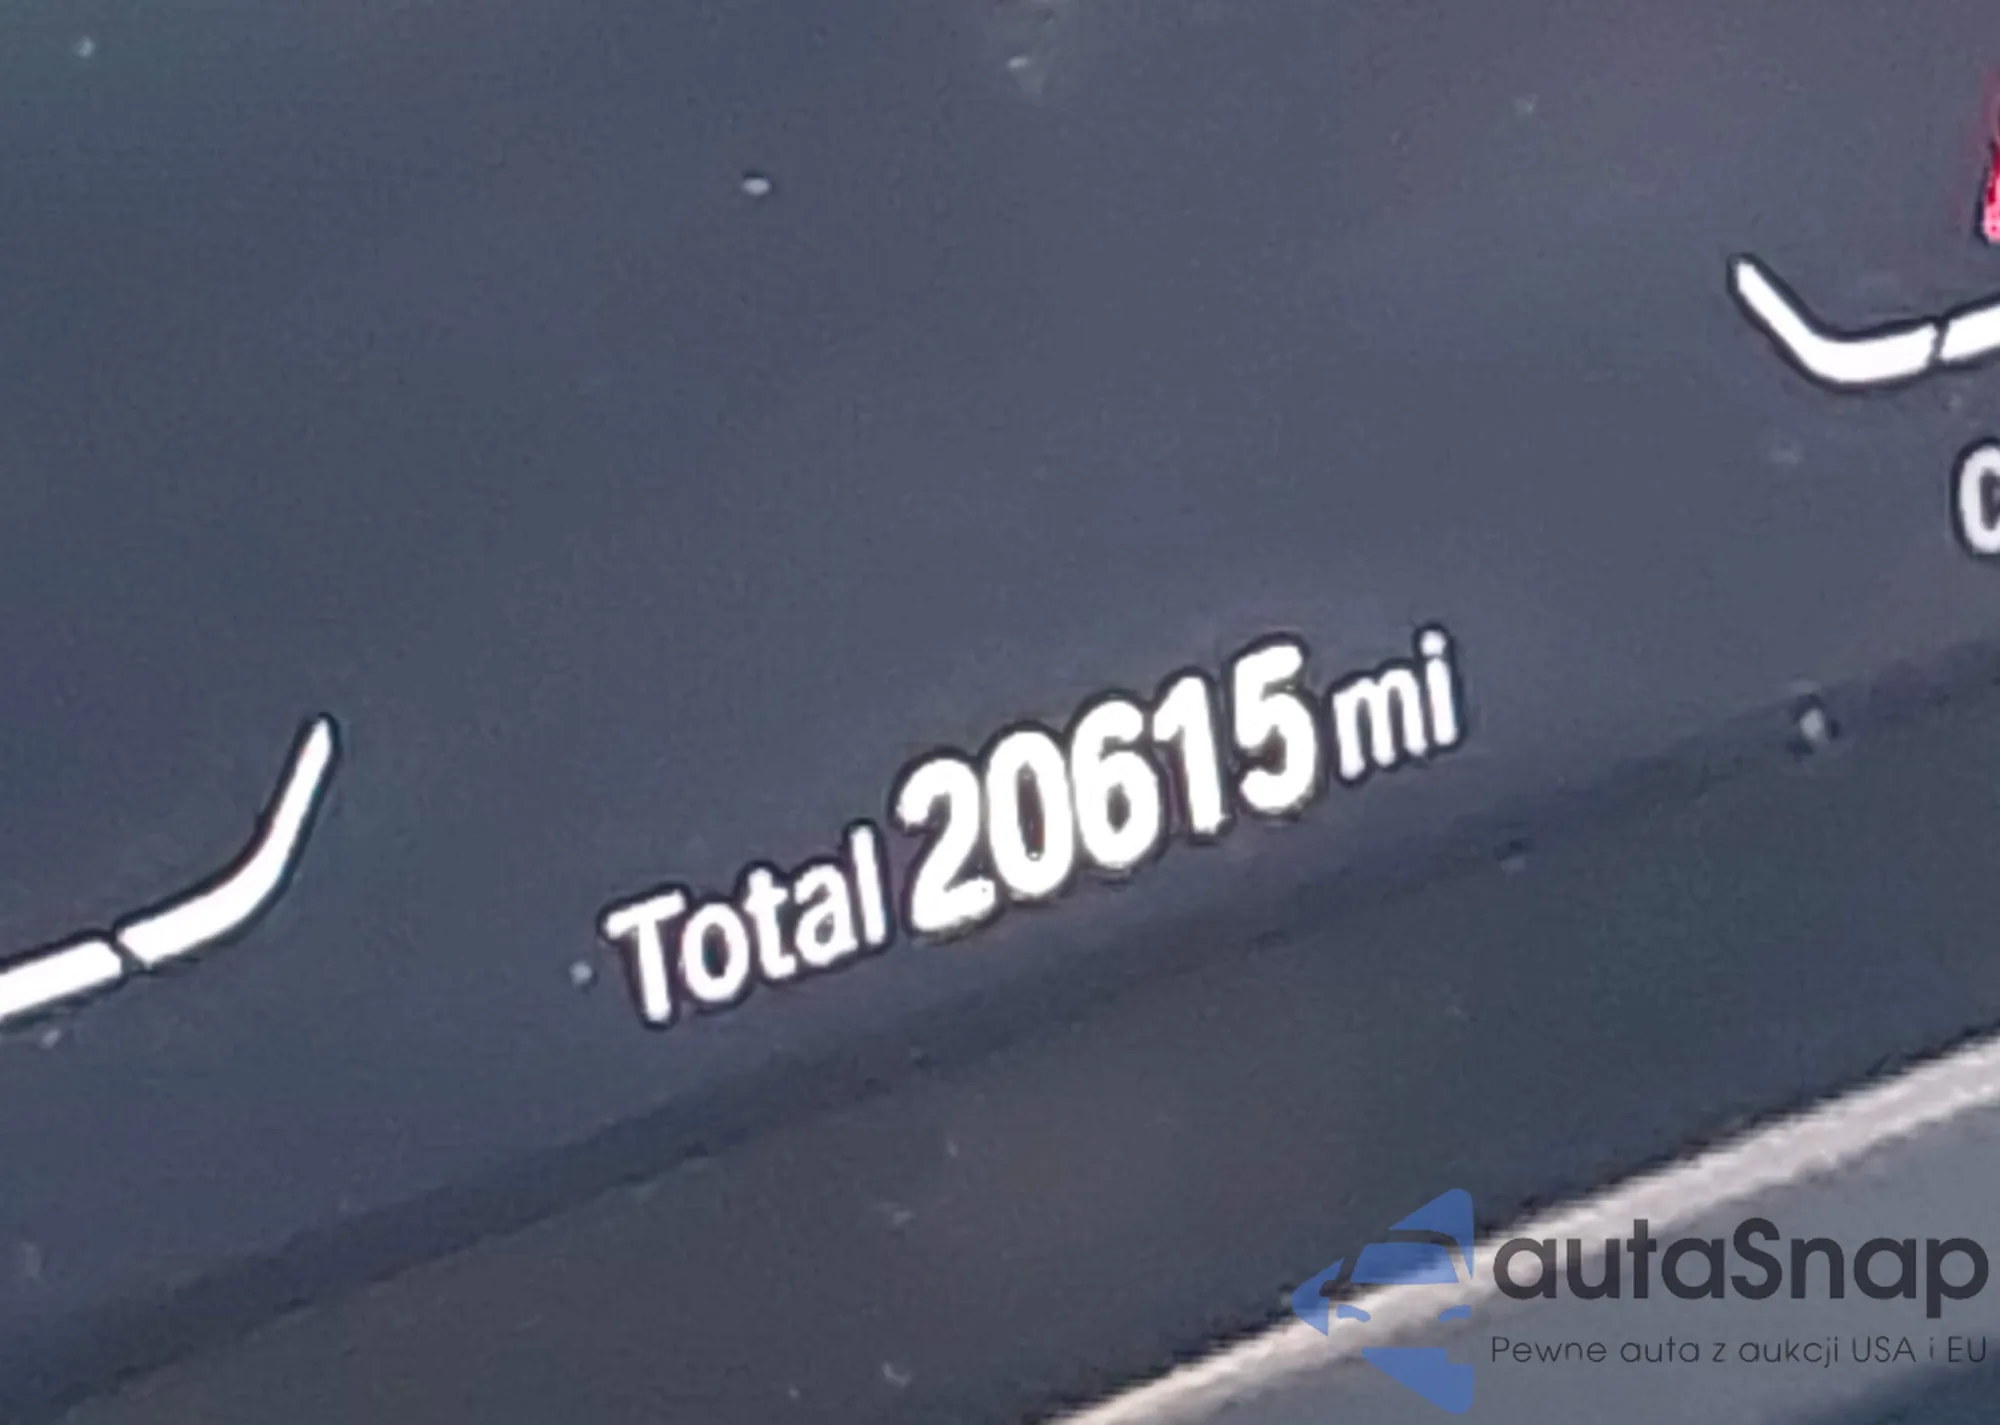 C
Total 20615 mi
autaSnap
Pewne auta z aukcji USA i EU